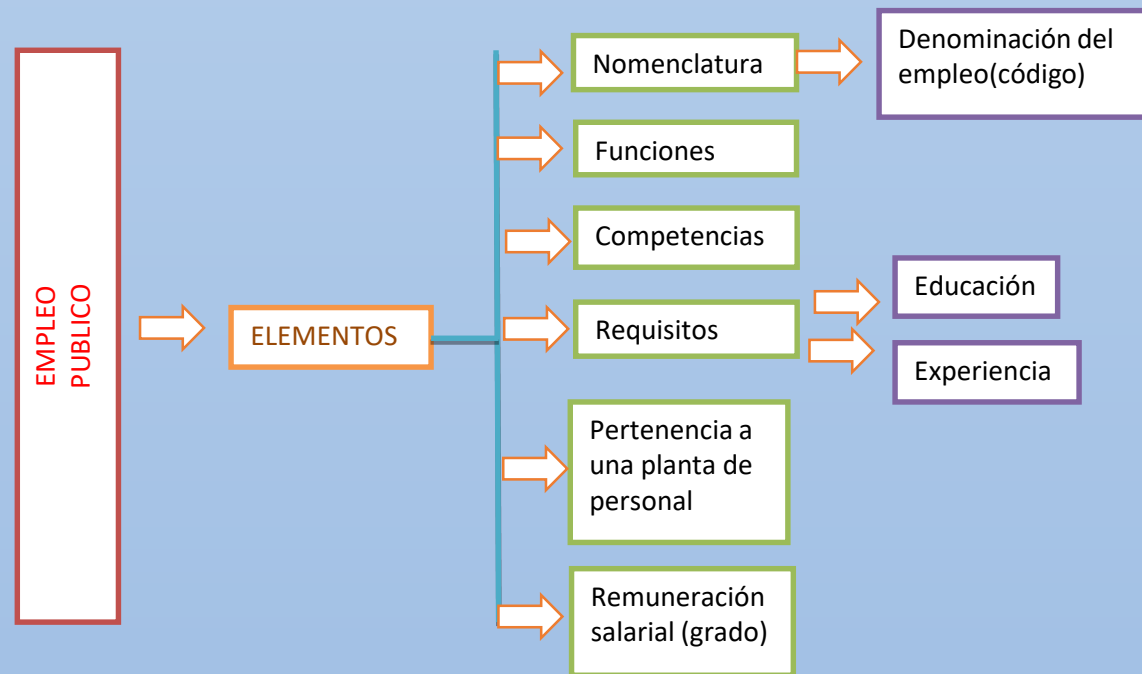 EMPLEO
PUBLICO
ELEMENTOS
Nomenclatura
Denominación del
empleo(código)
Funciones
Competencias
Requisitos
Educación
Experiencia
Pertenencia a
una planta de
personal
Remuneración
salarial (grado)